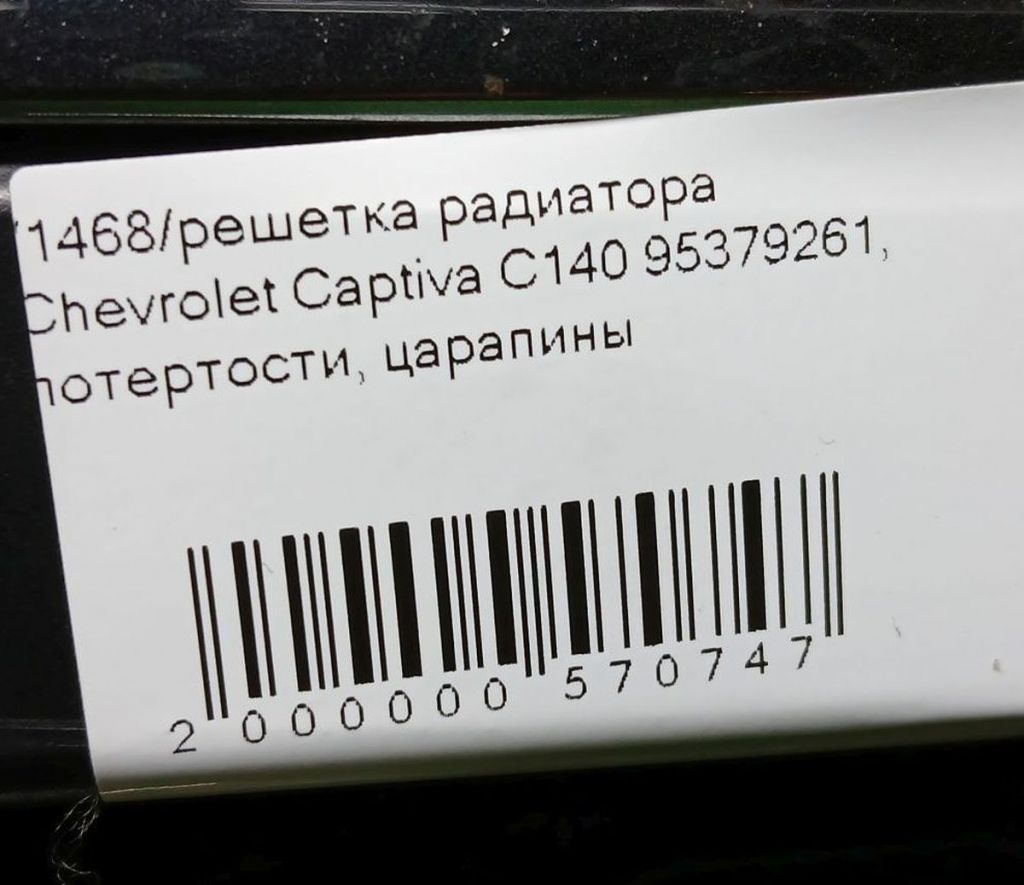 1468/решетка радиатора
Chevrolet Captiva C140 95379261,
потертости, царапины
2 000000 570747